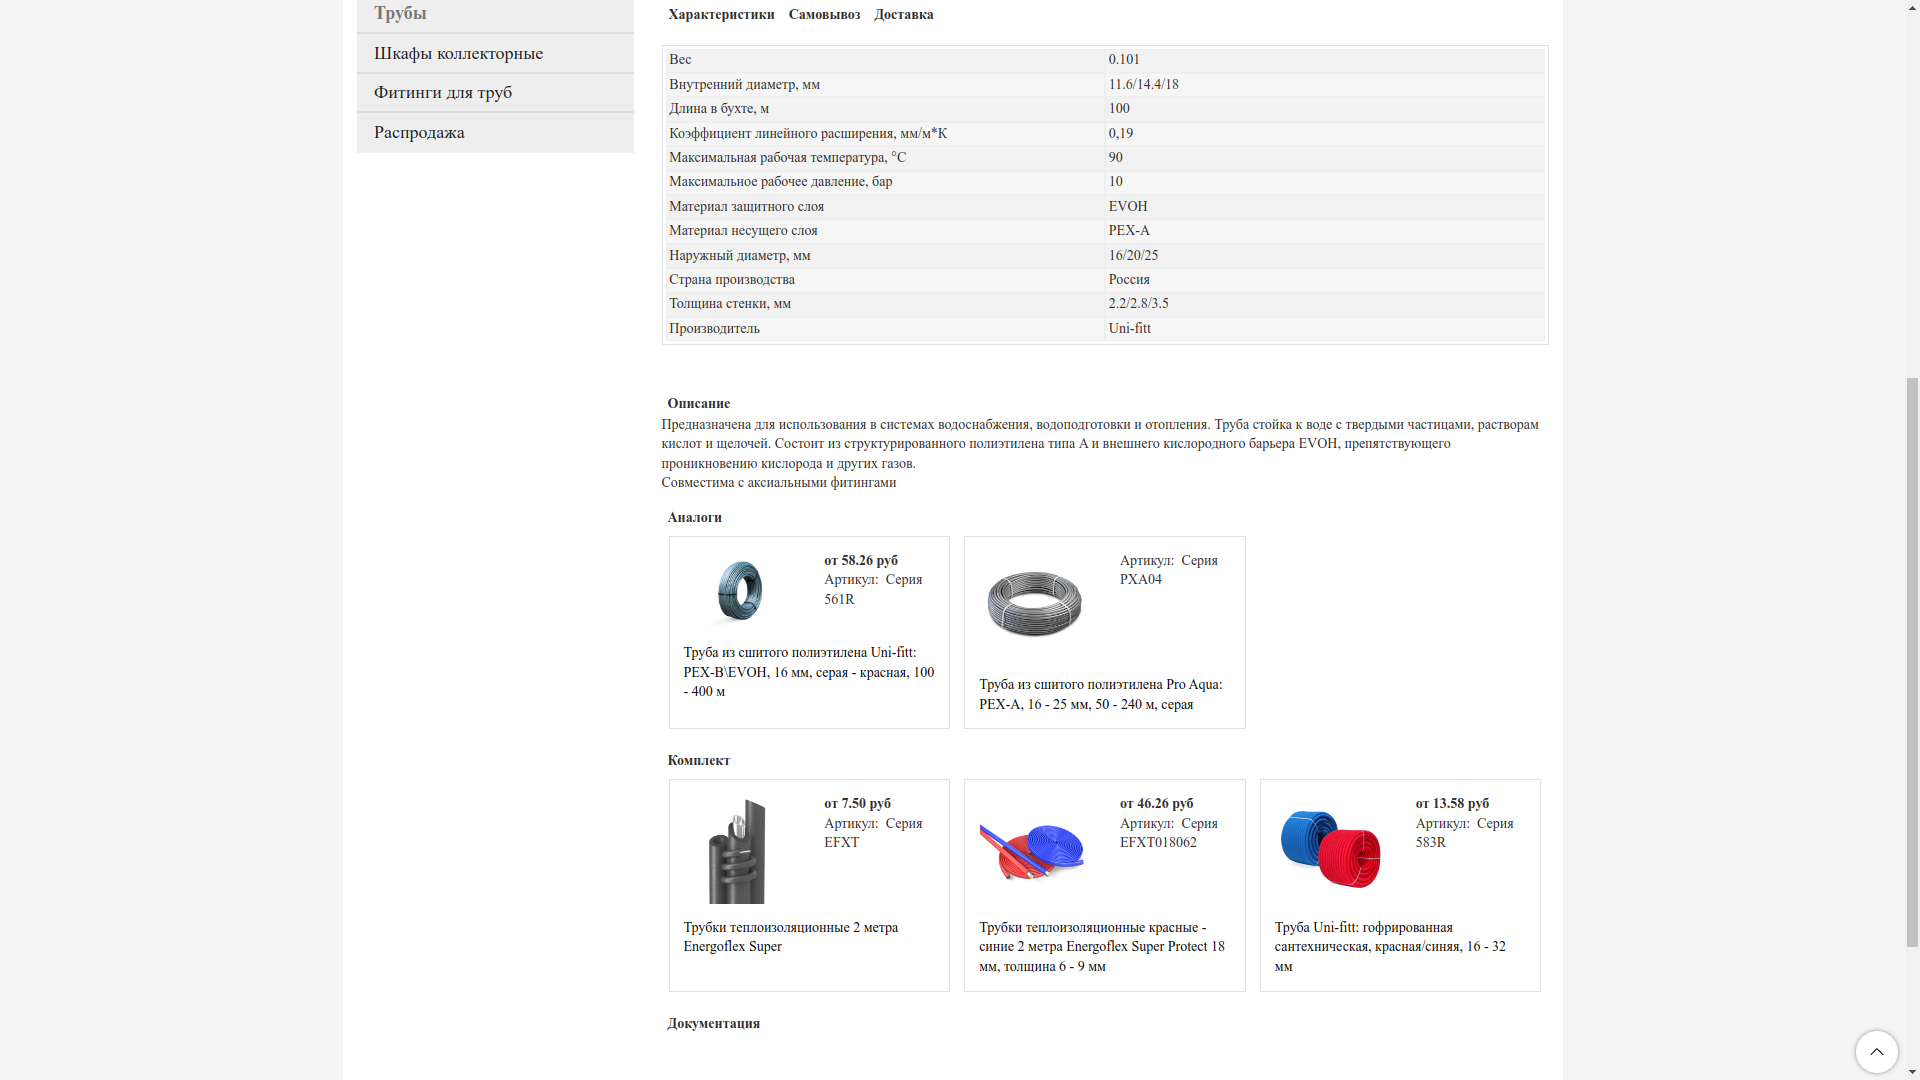 Трубы
Шкафы коллекторные
Фитинги для труб
Распродажа
Характеристики Самовывоз Доставка
Вес 0.101
Внутренний диаметр, мм 11.6/14.4/18
Длина в бухте, м 100
Коэффициент линейного расширения, мм/м*К 0,19
Максимальная рабочая температура, °С 90
Максимальное рабочее давление, бар 10
Материал защитного слоя EVOH
Материал несущего слоя PEX-A
Наружный диаметр, мм 16/20/25
Страна производства Россия
Толщина стенки, мм 2.2/2.8/3.5
Производитель Uni-fitt
Описание
Предназначена для использования в системах водоснабжения, водоподготовки и отопления. Труба стойка к воде с твердыми частицами, растворам
кислот и щелочей. Состоит из структурированного полиэтилена типа А и внешнего кислородного барьера EVOH, препятствующего
проникновению кислорода и других газов.
Совместима с аксиальными фитингами
Аналоги
от 58.26 руб
Артикул: Серия
561R
Труба из сшитого полиэтилена Uni-fitt:
PEX-B\EVOH, 16 мм, серая - красная, 100
- 400 м
Артикул: Серия
PXA04
Труба из сшитого полиэтилена Pro Aqua:
PEX-A, 16 - 25 мм, 50 - 240 м, серая
Комплект
от 7.50 руб
Артикул: Серия
EFXT
Трубки теплоизоляционные 2 метра
Energoflex Super
от 46.26 руб
Артикул: Серия
EFXT018062
Трубки теплоизоляционные красные -
синие 2 метра Energoflex Super Protect 18
мм, толщина 6 - 9 мм
от 13.58 руб
Артикул: Серия
583R
Труба Uni-fitt: гофрированная
сантехническая, красная/синяя, 16 - 32
мм
Документация